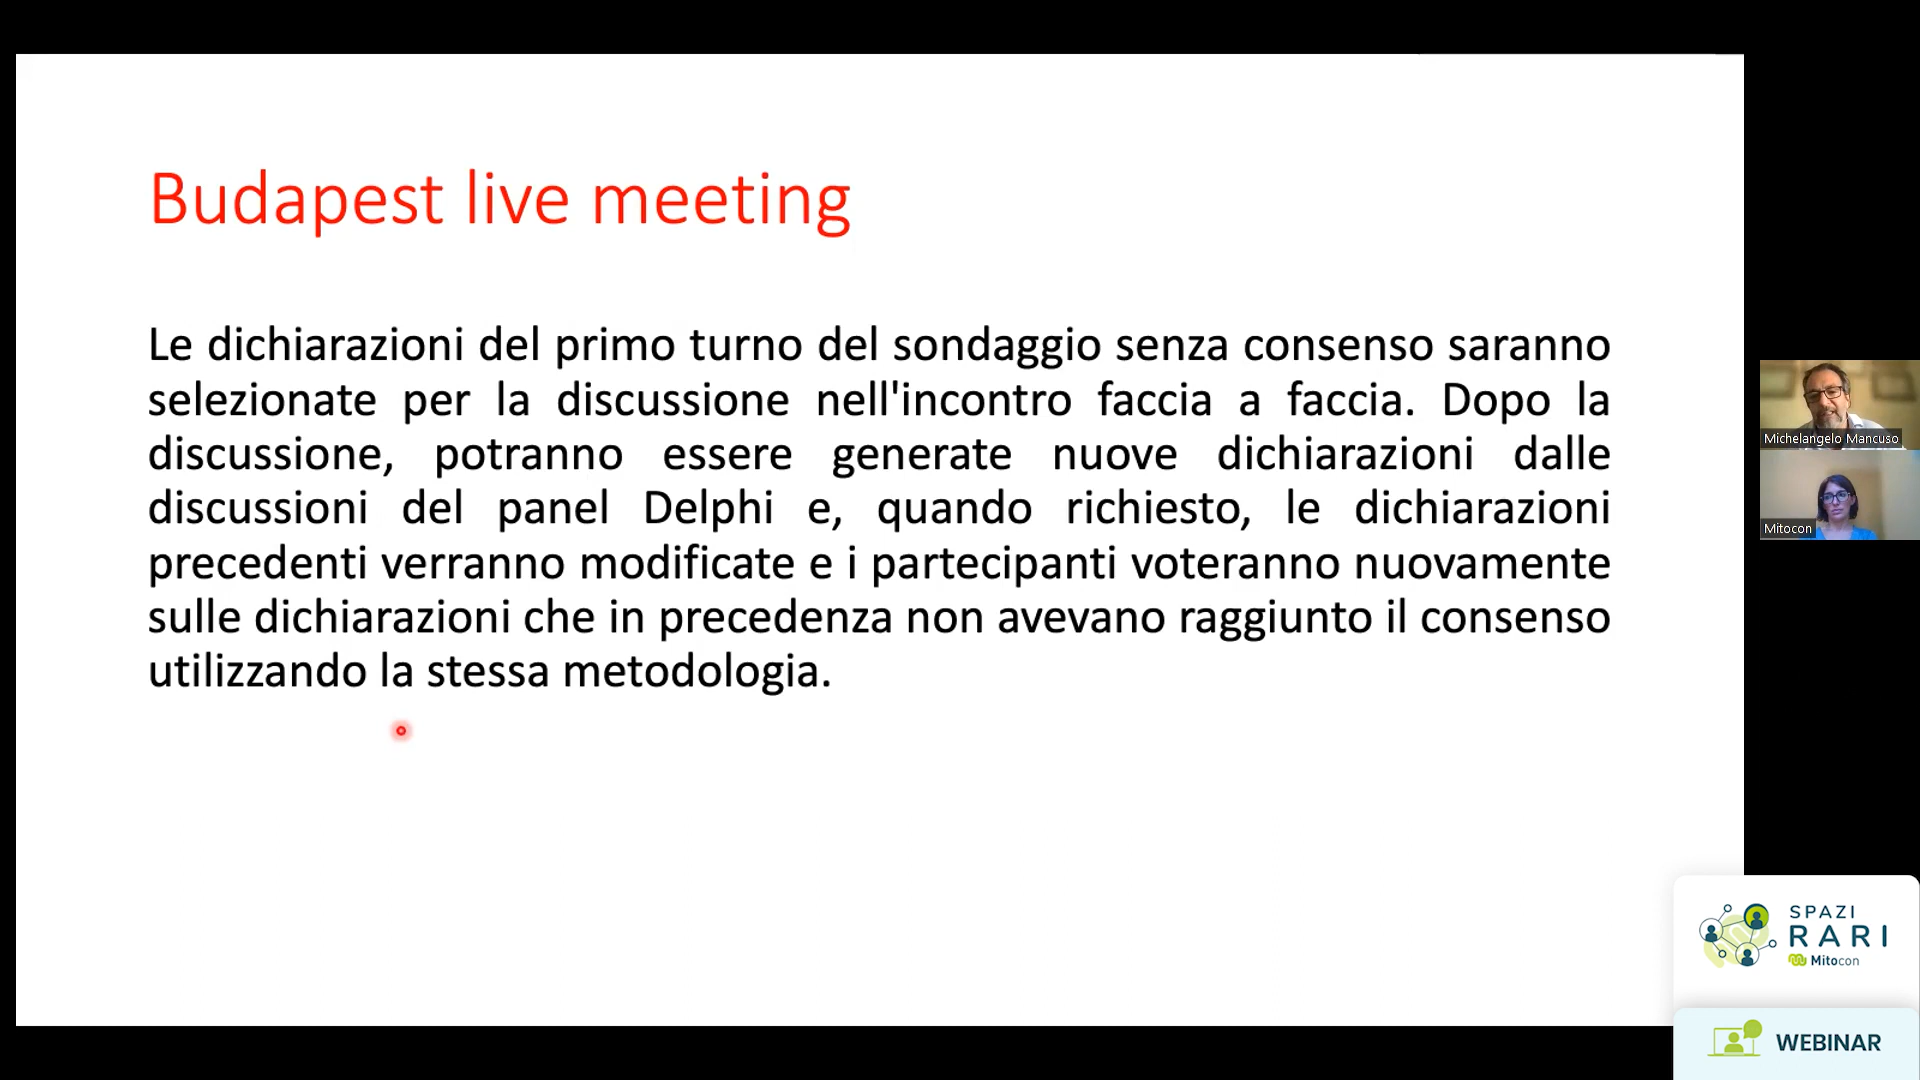 Budapest live meeting
Le dichiarazioni del primo turno del sondaggio senza consenso saranno
selezionate per la discussione nell'incontro faccia a faccia. Dopo la
discussione, potranno essere generate nuove dichiarazioni dalle
discussioni del panel Delphi e, quando richiesto, le dichiarazioni
precedenti verranno modificate e i partecipanti voteranno nuovamente
sulle dichiarazioni che in precedenza non avevano raggiunto il consenso
utilizzando la stessa metodologia.
Michelangelo Mancuso
Mitocon
SPAZI
RARI
Mitocon
WEBINAR